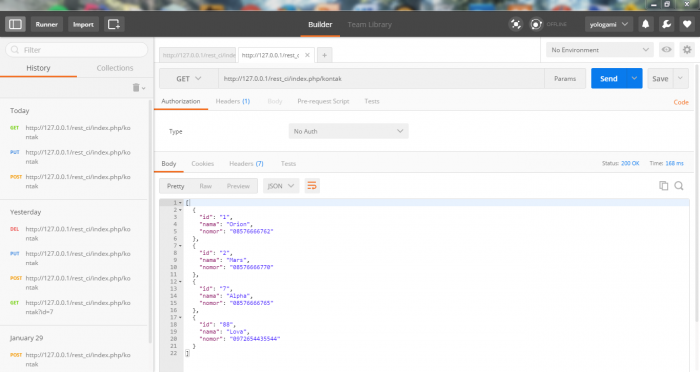 Runner Import Builder Team Library OFFLINE yologami
Filter
History Collections
Today
GET http://127.0.0.1/rest_ci/index.php/kontak
PUT http://127.0.0.1/rest_ci/index.php/kontak
POST http://127.0.0.1/rest_ci/index.php/kontak
Yesterday
DEL http://127.0.0.1/rest_ci/index.php/kontak
PUT http://127.0.0.1/rest_ci/index.php/kontak
POST http://127.0.0.1/rest_ci/index.php/kontak
GET http://127.0.0.1/rest_ci/index.php/kontak?id=7
January 29
POST http://127.0.0.1/rest_ci/index.php/kontak
http://127.0.0.1/rest_ci/inde http://127.0.0.1/rest_c × + No Environment
GET http://127.0.0.1/rest_ci/index.php/kontak Params Send Save
Authorization Headers (1) Body Pre-request Script Tests Code
Type No Auth
Body Cookies Headers (7) Tests Status: 200 OK Time: 168 ms
Pretty Raw Preview JSON
1 [
2 {
3 "id": "1",
4 "nama": "Orion",
5 "nomor": "08576666762"
6 },
7 {
8 "id": "2",
9 "nama": "Mars",
10 "nomor": "08576666770"
11 },
12 {
13 "id": "7",
14 "nama": "Alpha",
15 "nomor": "08576666765"
16 },
17 {
18 "id": "88",
19 "nama": "Lova",
20 "nomor": "0972654435544"
21 }
22 ]